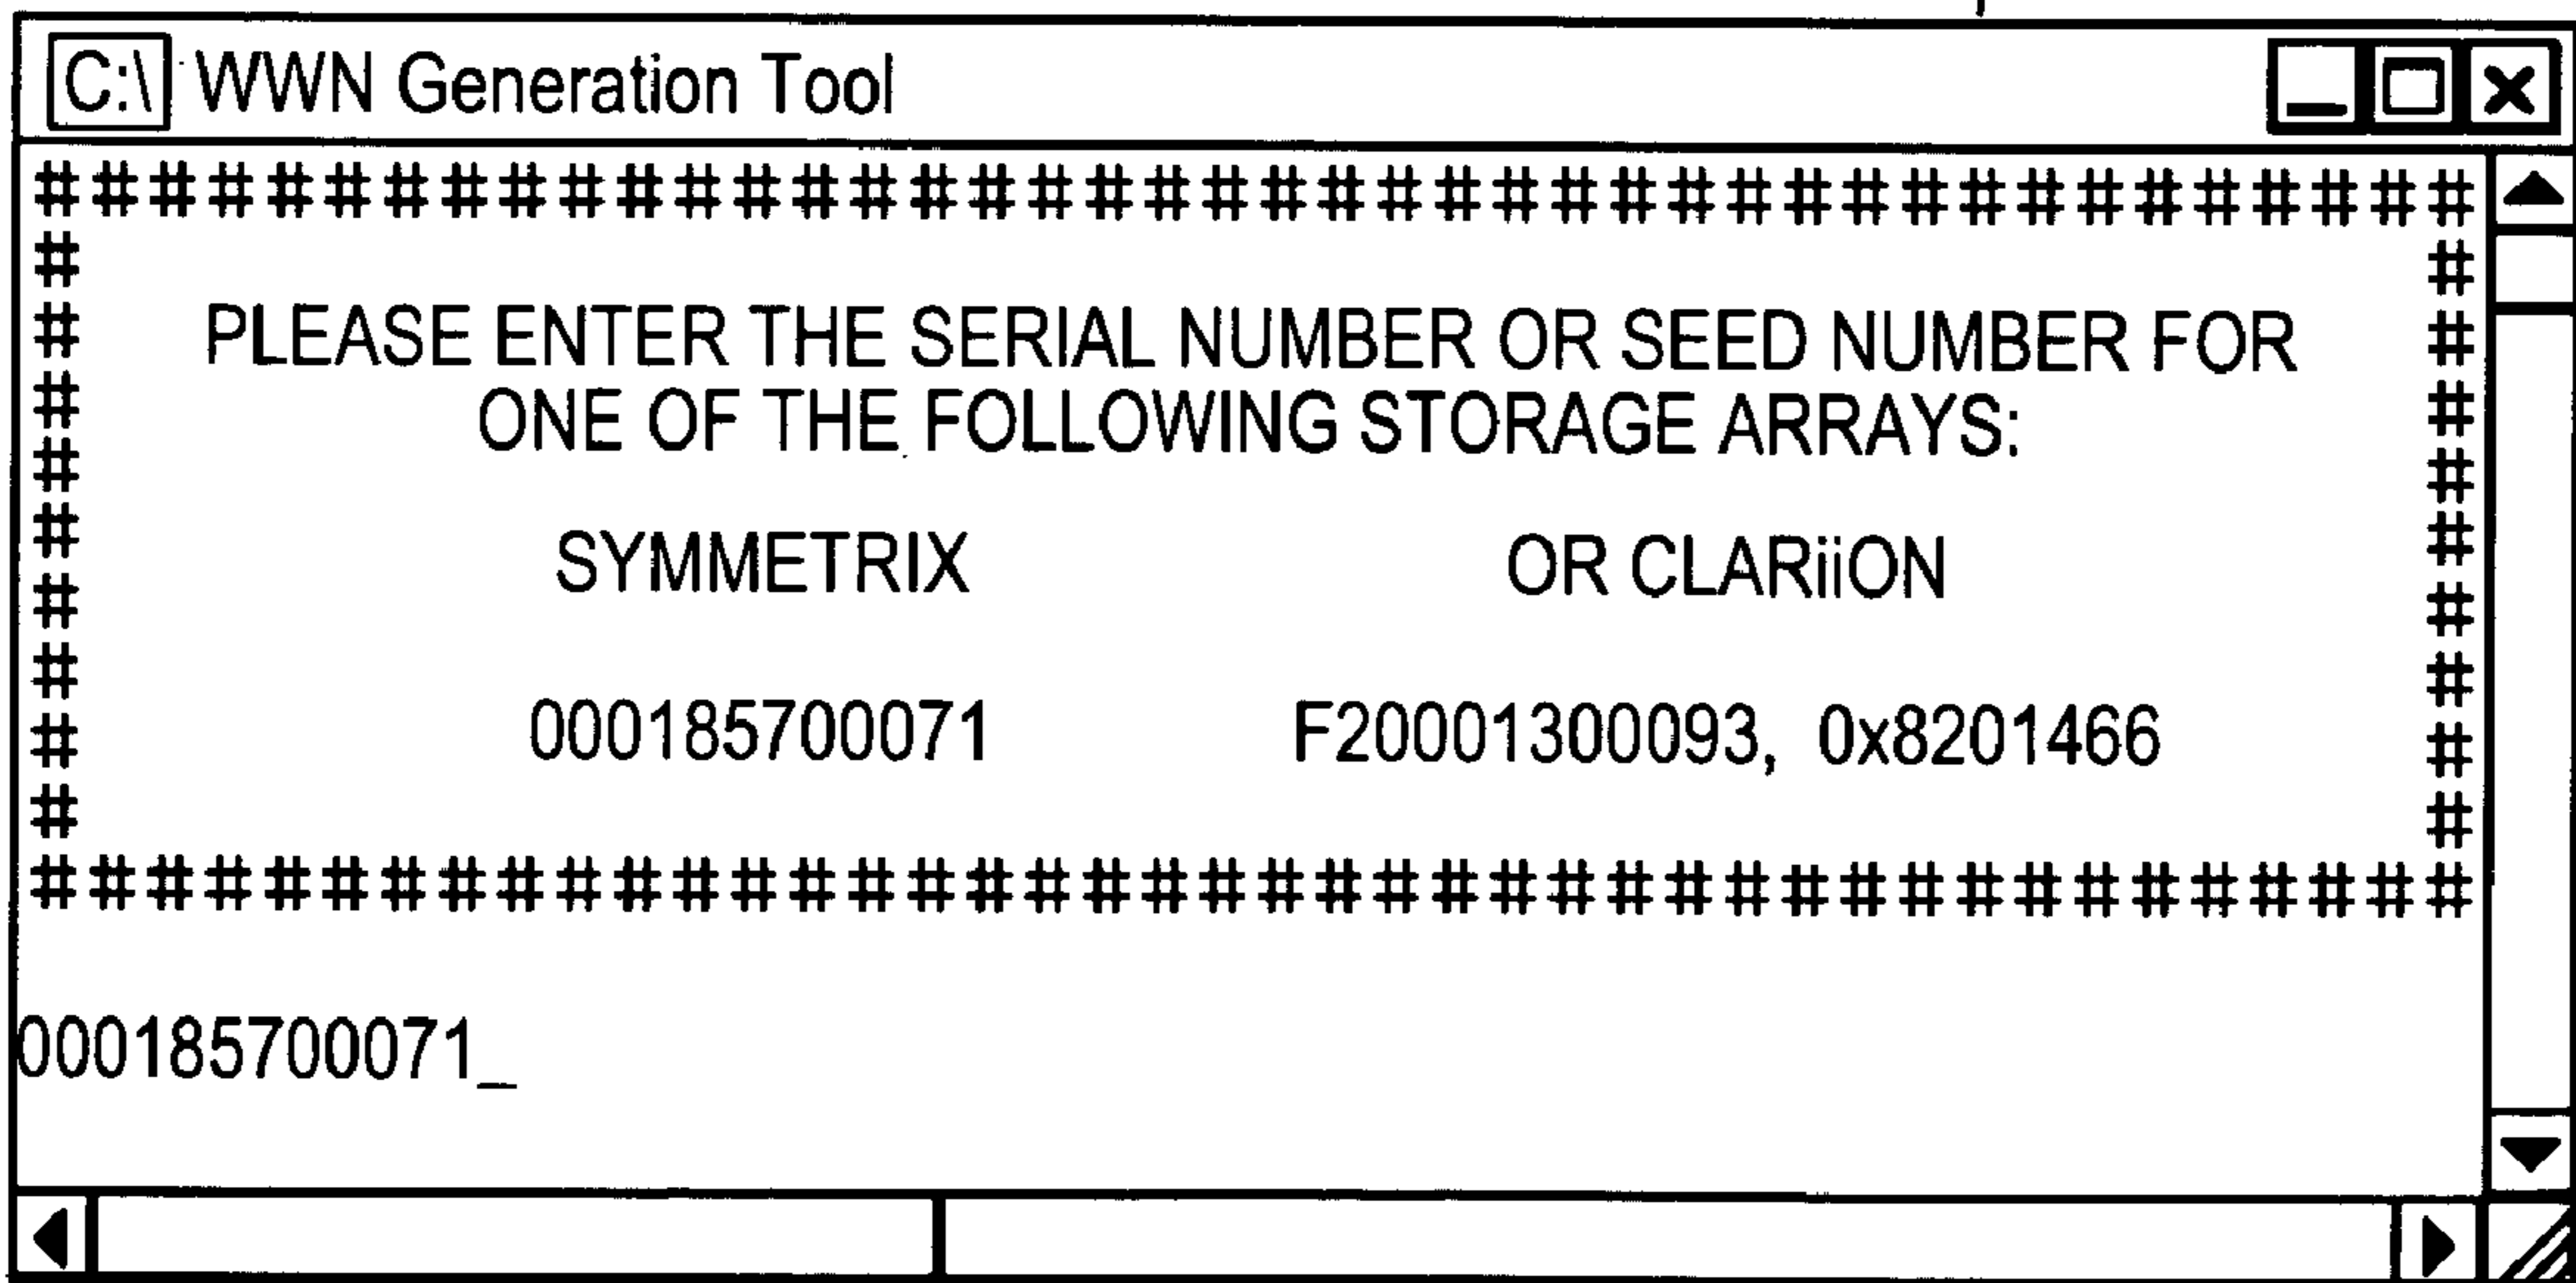 C:\ WWN Generation Tool
# # # # # # # # # # # # # # # # # # # # # # # # # # # # # # # # # # # # # # # # # #
# #
# PLEASE ENTER THE SERIAL NUMBER OR SEED NUMBER FOR #
# ONE OF THE FOLLOWING STORAGE ARRAYS: #
# #
# SYMMETRIX OR CLARiiON #
# #
# #
# 000185700071 F20001300093, 0x8201466 #
# #
# # # # # # # # # # # # # # # # # # # # # # # # # # # # # # # # # # # # # # # # # #
000185700071_